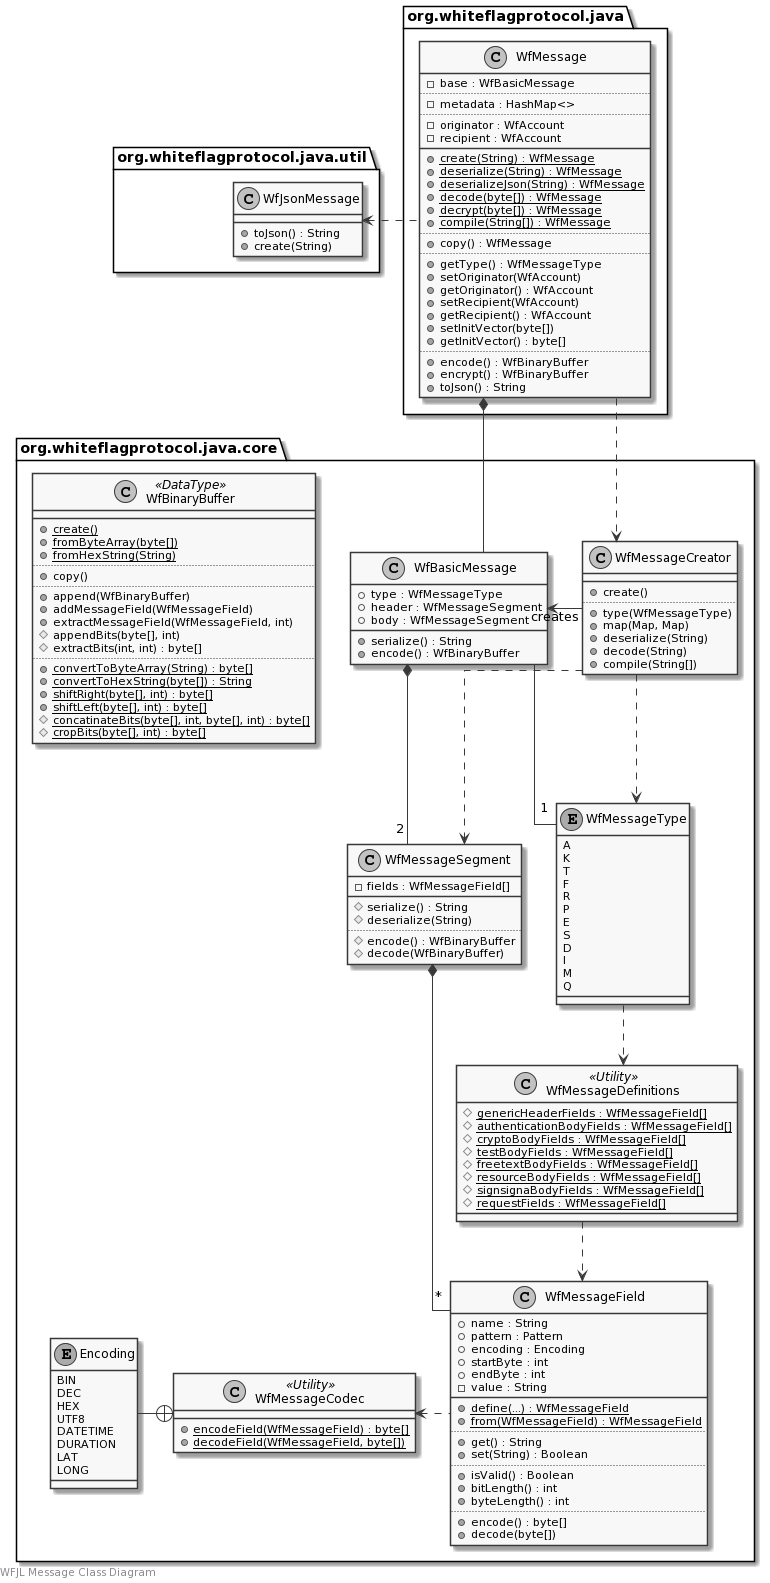 org.whiteflagprotocol.java
C WfMessage
base : WfBasicMessage
metadata : HashMap<>
originator : WfAccount
recipient : WfAccount
create(String) : WfMessage
deserialize(String) : WfMessage
deserializeJson(String) : WfMessage
decode(byte[]) : WfMessage
decrypt(byte[]) : WfMessage
compile(String[]) : WfMessage
copy() : WfMessage
getType() : WfMessageType
setOriginator(WfAccount)
getOriginator() : WfAccount
setRecipient(WfAccount)
getRecipient() : WfAccount
setInitVector(byte[])
getInitVector() : byte[]
encode() : WfBinaryBuffer
encrypt() : WfBinaryBuffer
toJson() : String
org.whiteflagprotocol.java.util
C WfJsonMessage
toJson() : String
create(String)
org.whiteflagprotocol.java.core
C «DataType»
WfBinaryBuffer
create()
fromByteArray(byte[])
fromHexString(String)
copy()
append(WfBinaryBuffer)
addMessageField(WfMessageField)
extractMessageField(WfMessageField, int)
appendBits(byte[], int)
extractBits(int, int) : byte[]
convertToByteArray(String) : byte[]
convertToHexString(byte[]) : String
shiftRight(byte[], int) : byte[]
shiftLeft(byte[], int) : byte[]
concatinateBits(byte[], int, byte[], int) : byte[]
cropBits(byte[], int) : byte[]
C WfBasicMessage
type : WfMessageType
header : WfMessageSegment
body : WfMessageSegment
serialize() : String
encode() : WfBinaryBuffer
creates
C WfMessageCreator
create()
type(WfMessageType)
map(Map, Map)
deserialize(String)
decode(String)
compile(String[])
1
2
C WfMessageSegment
fields : WfMessageField[]
serialize() : String
deserialize(String)
encode() : WfBinaryBuffer
decode(WfBinaryBuffer)
E WfMessageType
A
K
T
F
R
P
E
S
D
I
M
Q
C «Utility»
WfMessageDefinitions
genericHeaderFields : WfMessageField[]
authenticationBodyFields : WfMessageField[]
cryptoBodyFields : WfMessageField[]
testBodyFields : WfMessageField[]
freetextBodyFields : WfMessageField[]
resourceBodyFields : WfMessageField[]
signsignaBodyFields : WfMessageField[]
requestFields : WfMessageField[]
*
C WfMessageField
name : String
pattern : Pattern
encoding : Encoding
startByte : int
endByte : int
value : String
define(...) : WfMessageField
from(WfMessageField) : WfMessageField
get() : String
set(String) : Boolean
isValid() : Boolean
bitLength() : int
byteLength() : int
encode() : byte[]
decode(byte[])
E Encoding
BIN
DEC
HEX
UTF8
DATETIME
DURATION
LAT
LONG
C «Utility»
WfMessageCodec
encodeField(WfMessageField) : byte[]
decodeField(WfMessageField, byte[])
WFJL Message Class Diagram